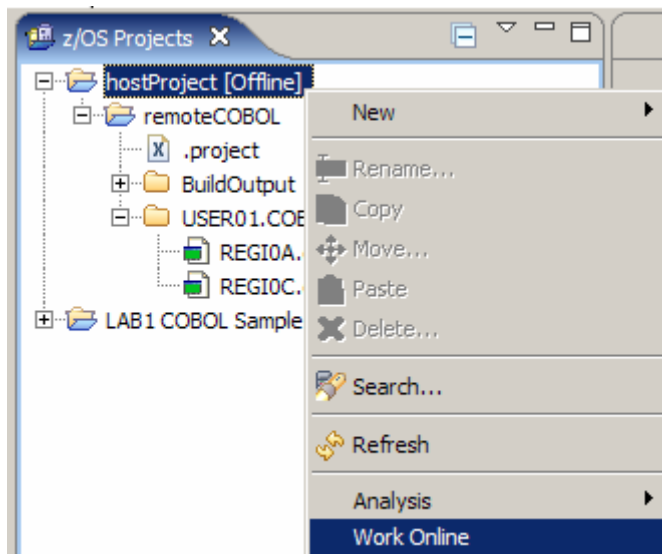 z/OS Projects
hostProject [Offline]
remoteCOBOL
New
.project
Rename...
BuildOutput
Copy
USER01.COB
Move...
REGI0A.
REGI0C.
Paste
LAB1 COBOL Sample
Delete...
Search...
Refresh
Analysis
Work Online